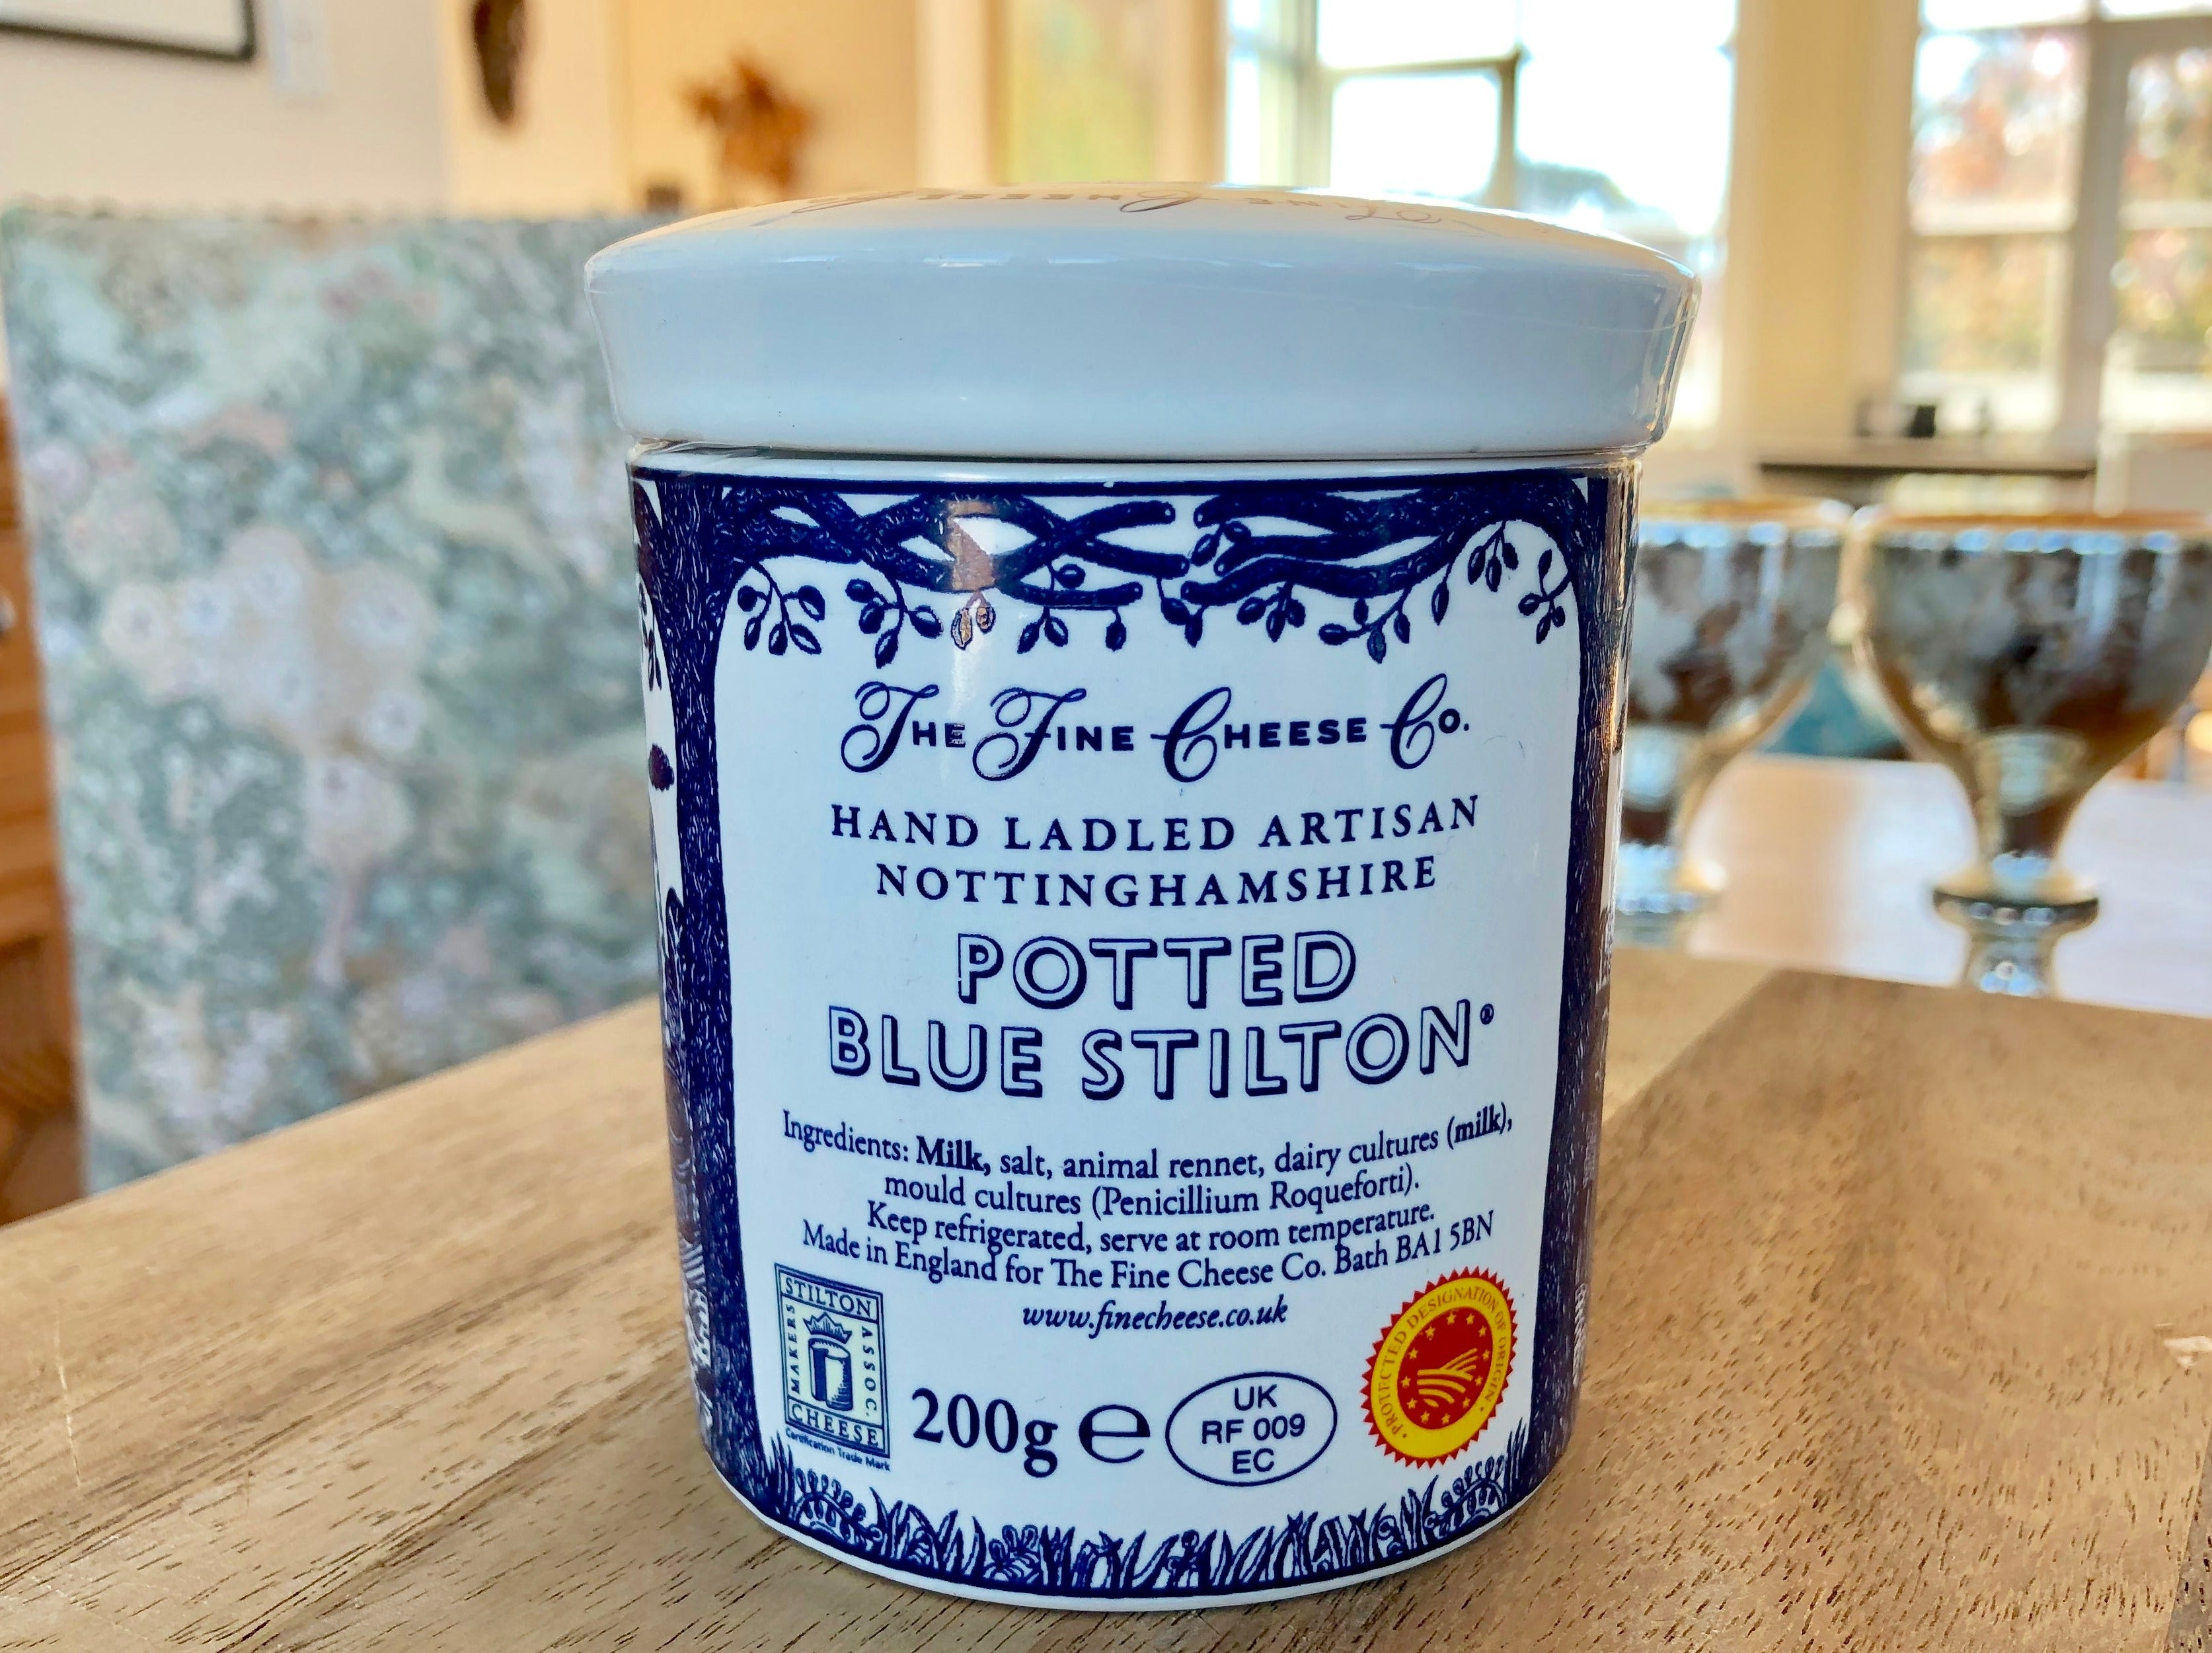 FINE CHEESE
THE FINE CHEESE CO.
HAND LADLED ARTISAN
NOTTINGHAMSHIRE
POTTED
BLUE STILTON®
Ingredients: Milk, salt, animal rennet, dairy cultures (milk),
mould cultures (Penicillium Roqueforti).
Keep refrigerated, serve at room temperature.
Made in England for The Fine Cheese Co. Bath BA1 5BN
www.finecheese.co.uk
STILTON
MAKERS
ASSOC.
CHEESE
Certification Trade Mark
200g e
UK
RF 009
EC
PROTECTED DESIGNATION OF ORIGIN